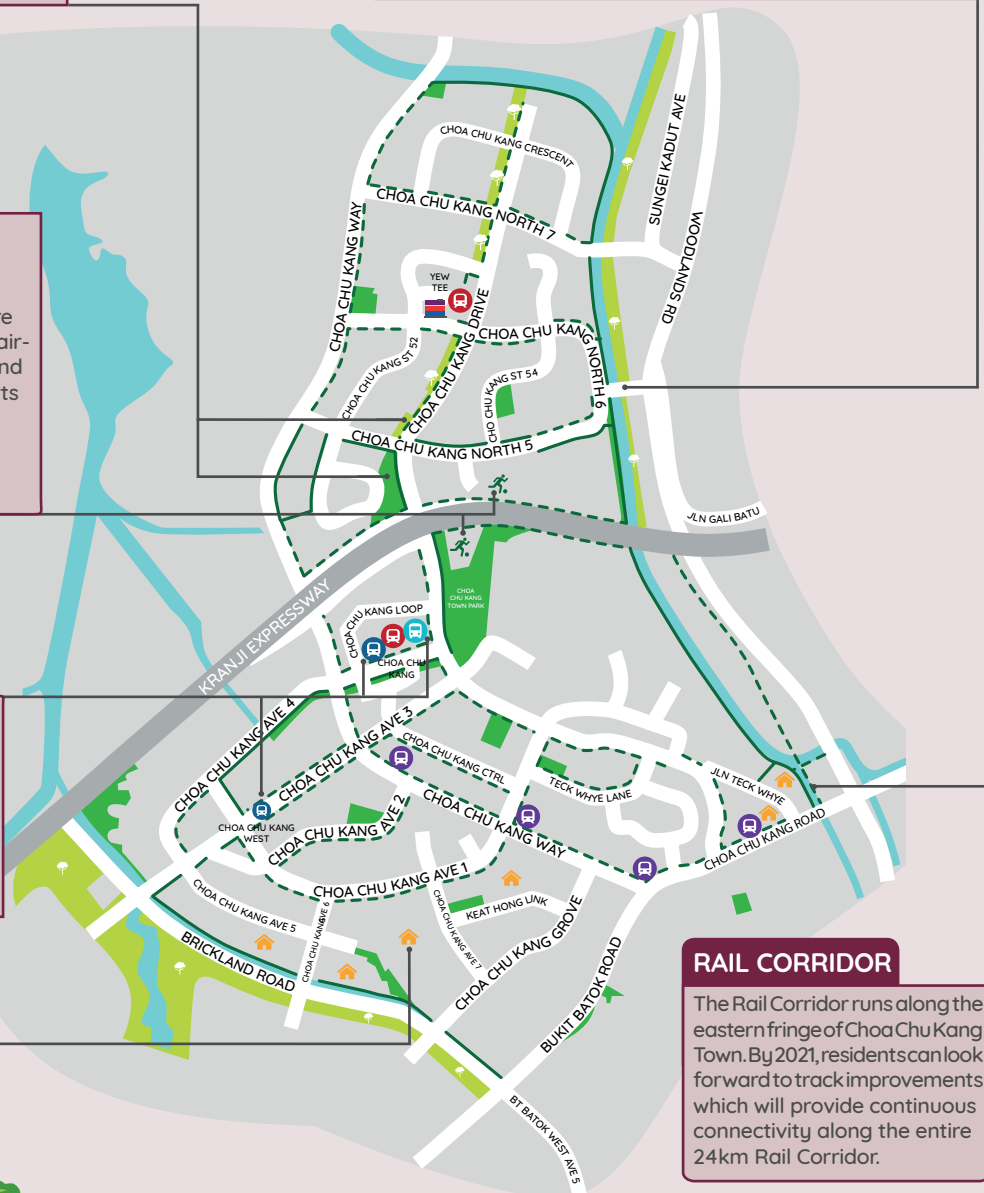 CHOA CHU KANG CRESCENT
SUNGEI KADUT AVE
CHOA CHU KANG NORTH 7
CHOA CHU KANG WAY
WOODLANDS RD
re
air-
nd
ts
YEW
TEE
CHOA CHU KANG DRIVE
CHOA CHU KANG NORTH 6
CHOA CHU KANG ST 52
CHO CHU KANG ST 54
CHOA CHU KANG NORTH 5
JLN GALI BATU
KRANJI EXPRESSWAY
CHOA
CHU KANG
TOWN PARK
CHOA CHU KANG LOOP
CHOA CHU
KANG
CHOA CHU KANG AVE 4
CHOA CHU KANG AVE 3
CHOA CHU KANG CTRL
TECK WHYE LANE
JLN TECK WHYE
CHOA CHU KANG
WEST
CHOA CHU KANG AVE 2
CHOA CHU KANG WAY
CHOA CHU KANG ROAD
CHOA CHU KANG AVE 1
CHOA CHU KANG AVE 5
CHOA CHU KANG AVE 6
CHOA CHU KANG AVE 7
KEAT HONG LINK
CHOA CHU KANG GROVE
BRICKLAND ROAD
BUKIT BATOK ROAD
BT BATOK WEST AVE 5
RAIL CORRIDOR
The Rail Corridor runs along the
eastern fringe of Choa Chu Kang
Town. By 2021, residents can look
forward to track improvements
which will provide continuous
connectivity along the entire
24km Rail Corridor.